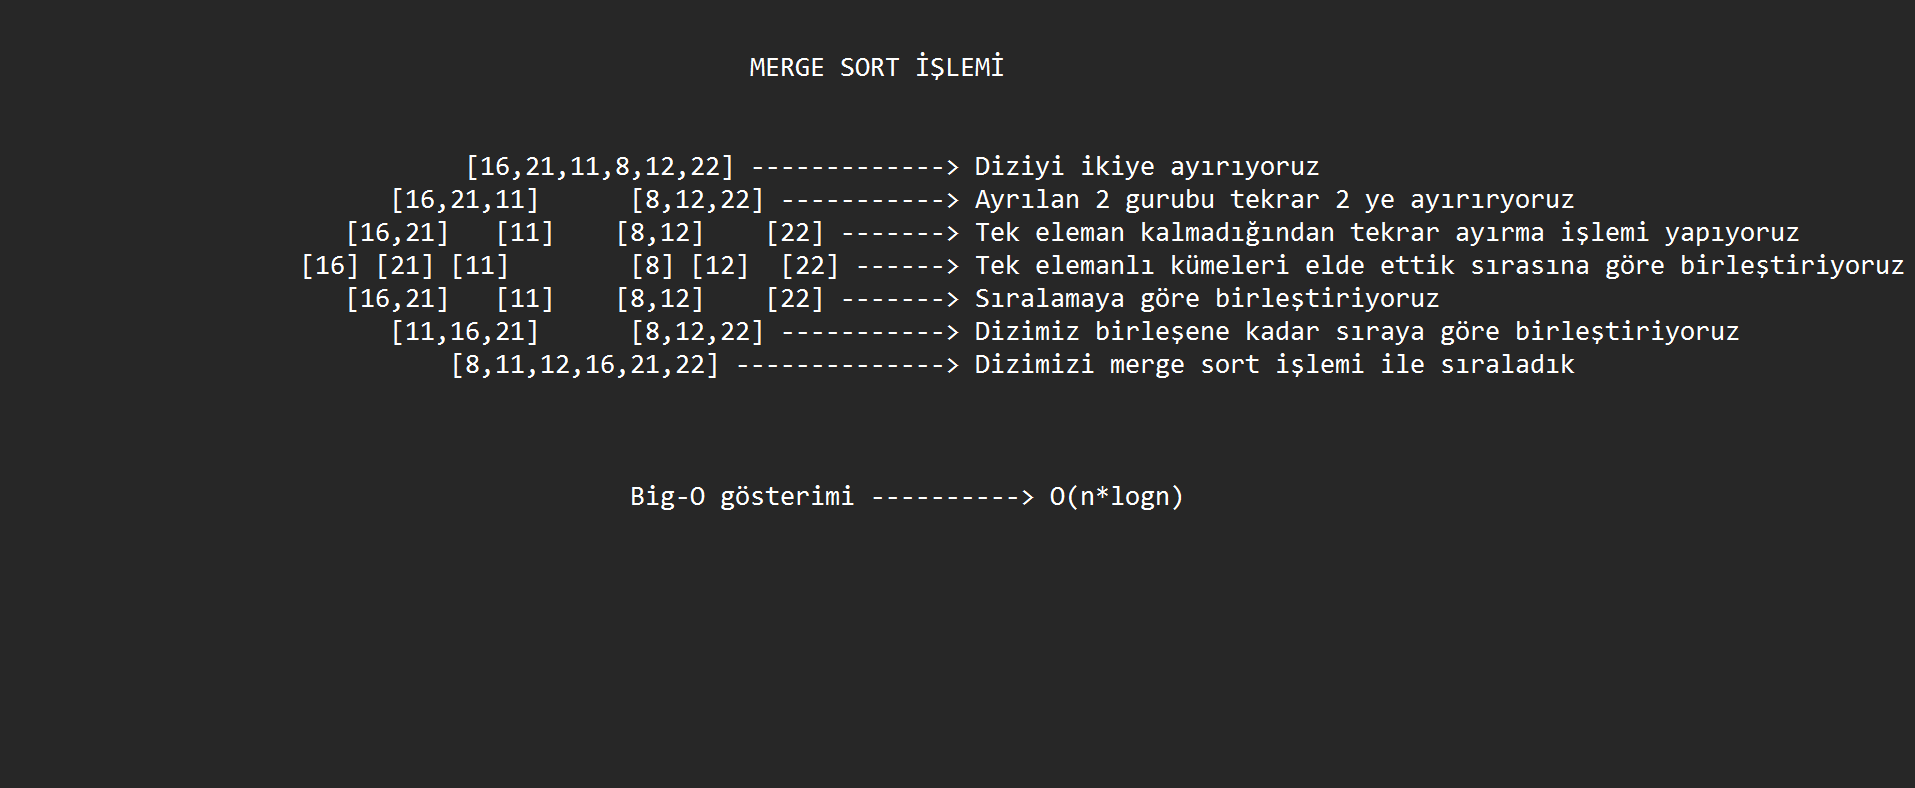 MERGE SORT İŞLEMİ
[16,21,11,8,12,22] -------------> Diziyi ikiye ayırıyoruz
[16,21,11] [8,12,22] ------------> Ayrılan 2 gurubu tekrar 2 ye ayırıryoruz
[16,21] [11] [8,12] [22] -------> Tek eleman kalmadığından tekrar ayırma işlemi yapıyoruz
[16] [21] [11] [8] [12] [22] ------> Tek elemanlı kümeleri elde ettik sırasına göre birleştiriyoruz
[16,21] [11] [8,12] [22] -------> Sıralamaya göre birleştiriyoruz
[11,16,21] [8,12,22] -----------> Dizimiz birleşene kadar sıraya göre birleştiriyoruz
[8,11,12,16,21,22] --------------> Dizimizi merge sort işlemi ile sıraladık
Big-O gösterimi ----------> O(n*logn)